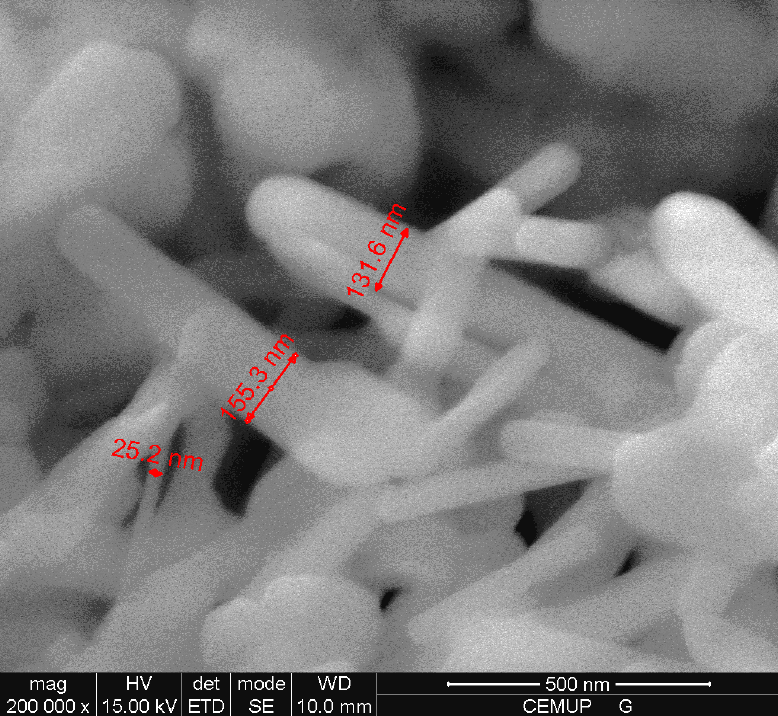 131.6 nm
155.3 nm
25.2 nm
mag HV det mode WD 500 nm
200 000 x 15.00 kV ETD SE 10.0 mm CEMUP G